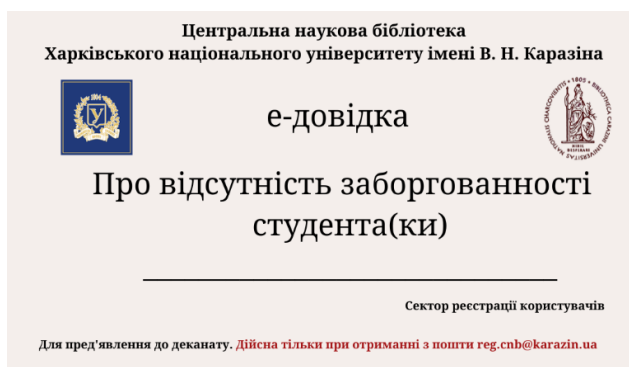 Центральна наукова бібліотека
Харківського національного університету імені В. Н. Каразіна
е-довідка
Про відсутність заборгованності
студента(ки)
Сектор реєстрації користувачів
Для пред'явлення до деканату. Дійсна тільки при отриманні з пошти reg.cnb@karazin.ua